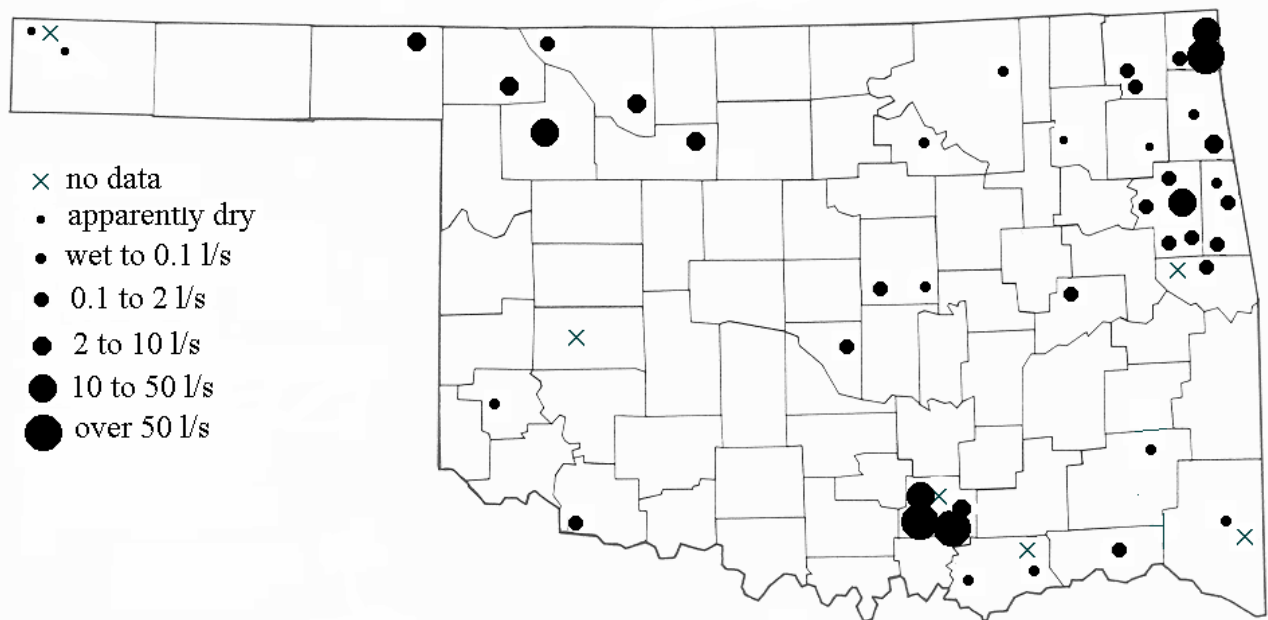 no data
apparently dry
wet to 0.1 l/s
0.1 to 2 l/s
2 to 10 l/s
10 to 50 l/s
over 50 l/s